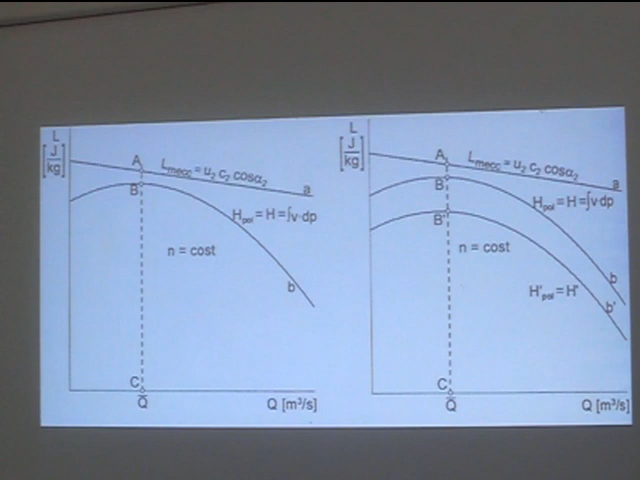 L
[J/kg]
A
Lmecc = u2 c2 cosα2
a
B
Hpol = H = ∫v·dp
n = cost
b
C
Q̄
Q [m³/s]
L
[J/kg]
A
Lmecc = u2 c2 cosα2
a
B
Hpol = H = ∫v·dp
B'
n = cost
b
H'pol = H'
b'
C
Q̄
Q [m³/s]